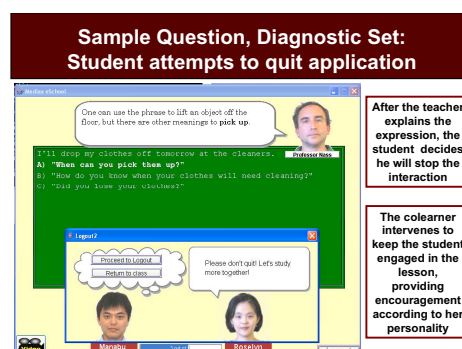 Sample Question, Diagnostic Set:
Student attempts to quit application
Medias eSchool
One can use the phrase to lift an object off the
floor, but there are other meanings to pick up.
Professor Nass
I'll drop my clothes off tomorrow at the cleaners.
A) "When can you pick them up?"
B) "How do you know when your clothes will need cleaning?"
C) "Did you lose your clothes?"
Logout2
Proceed to Logout
Return to class
Please don't quit! Let's study
more together!
Manabu
Roselyn
After the teacher
explains the
expression, the
student decides
he will stop the
interaction
The colearner
intervenes to
keep the student
engaged in the
lesson,
providing
encouragement
according to her
personality